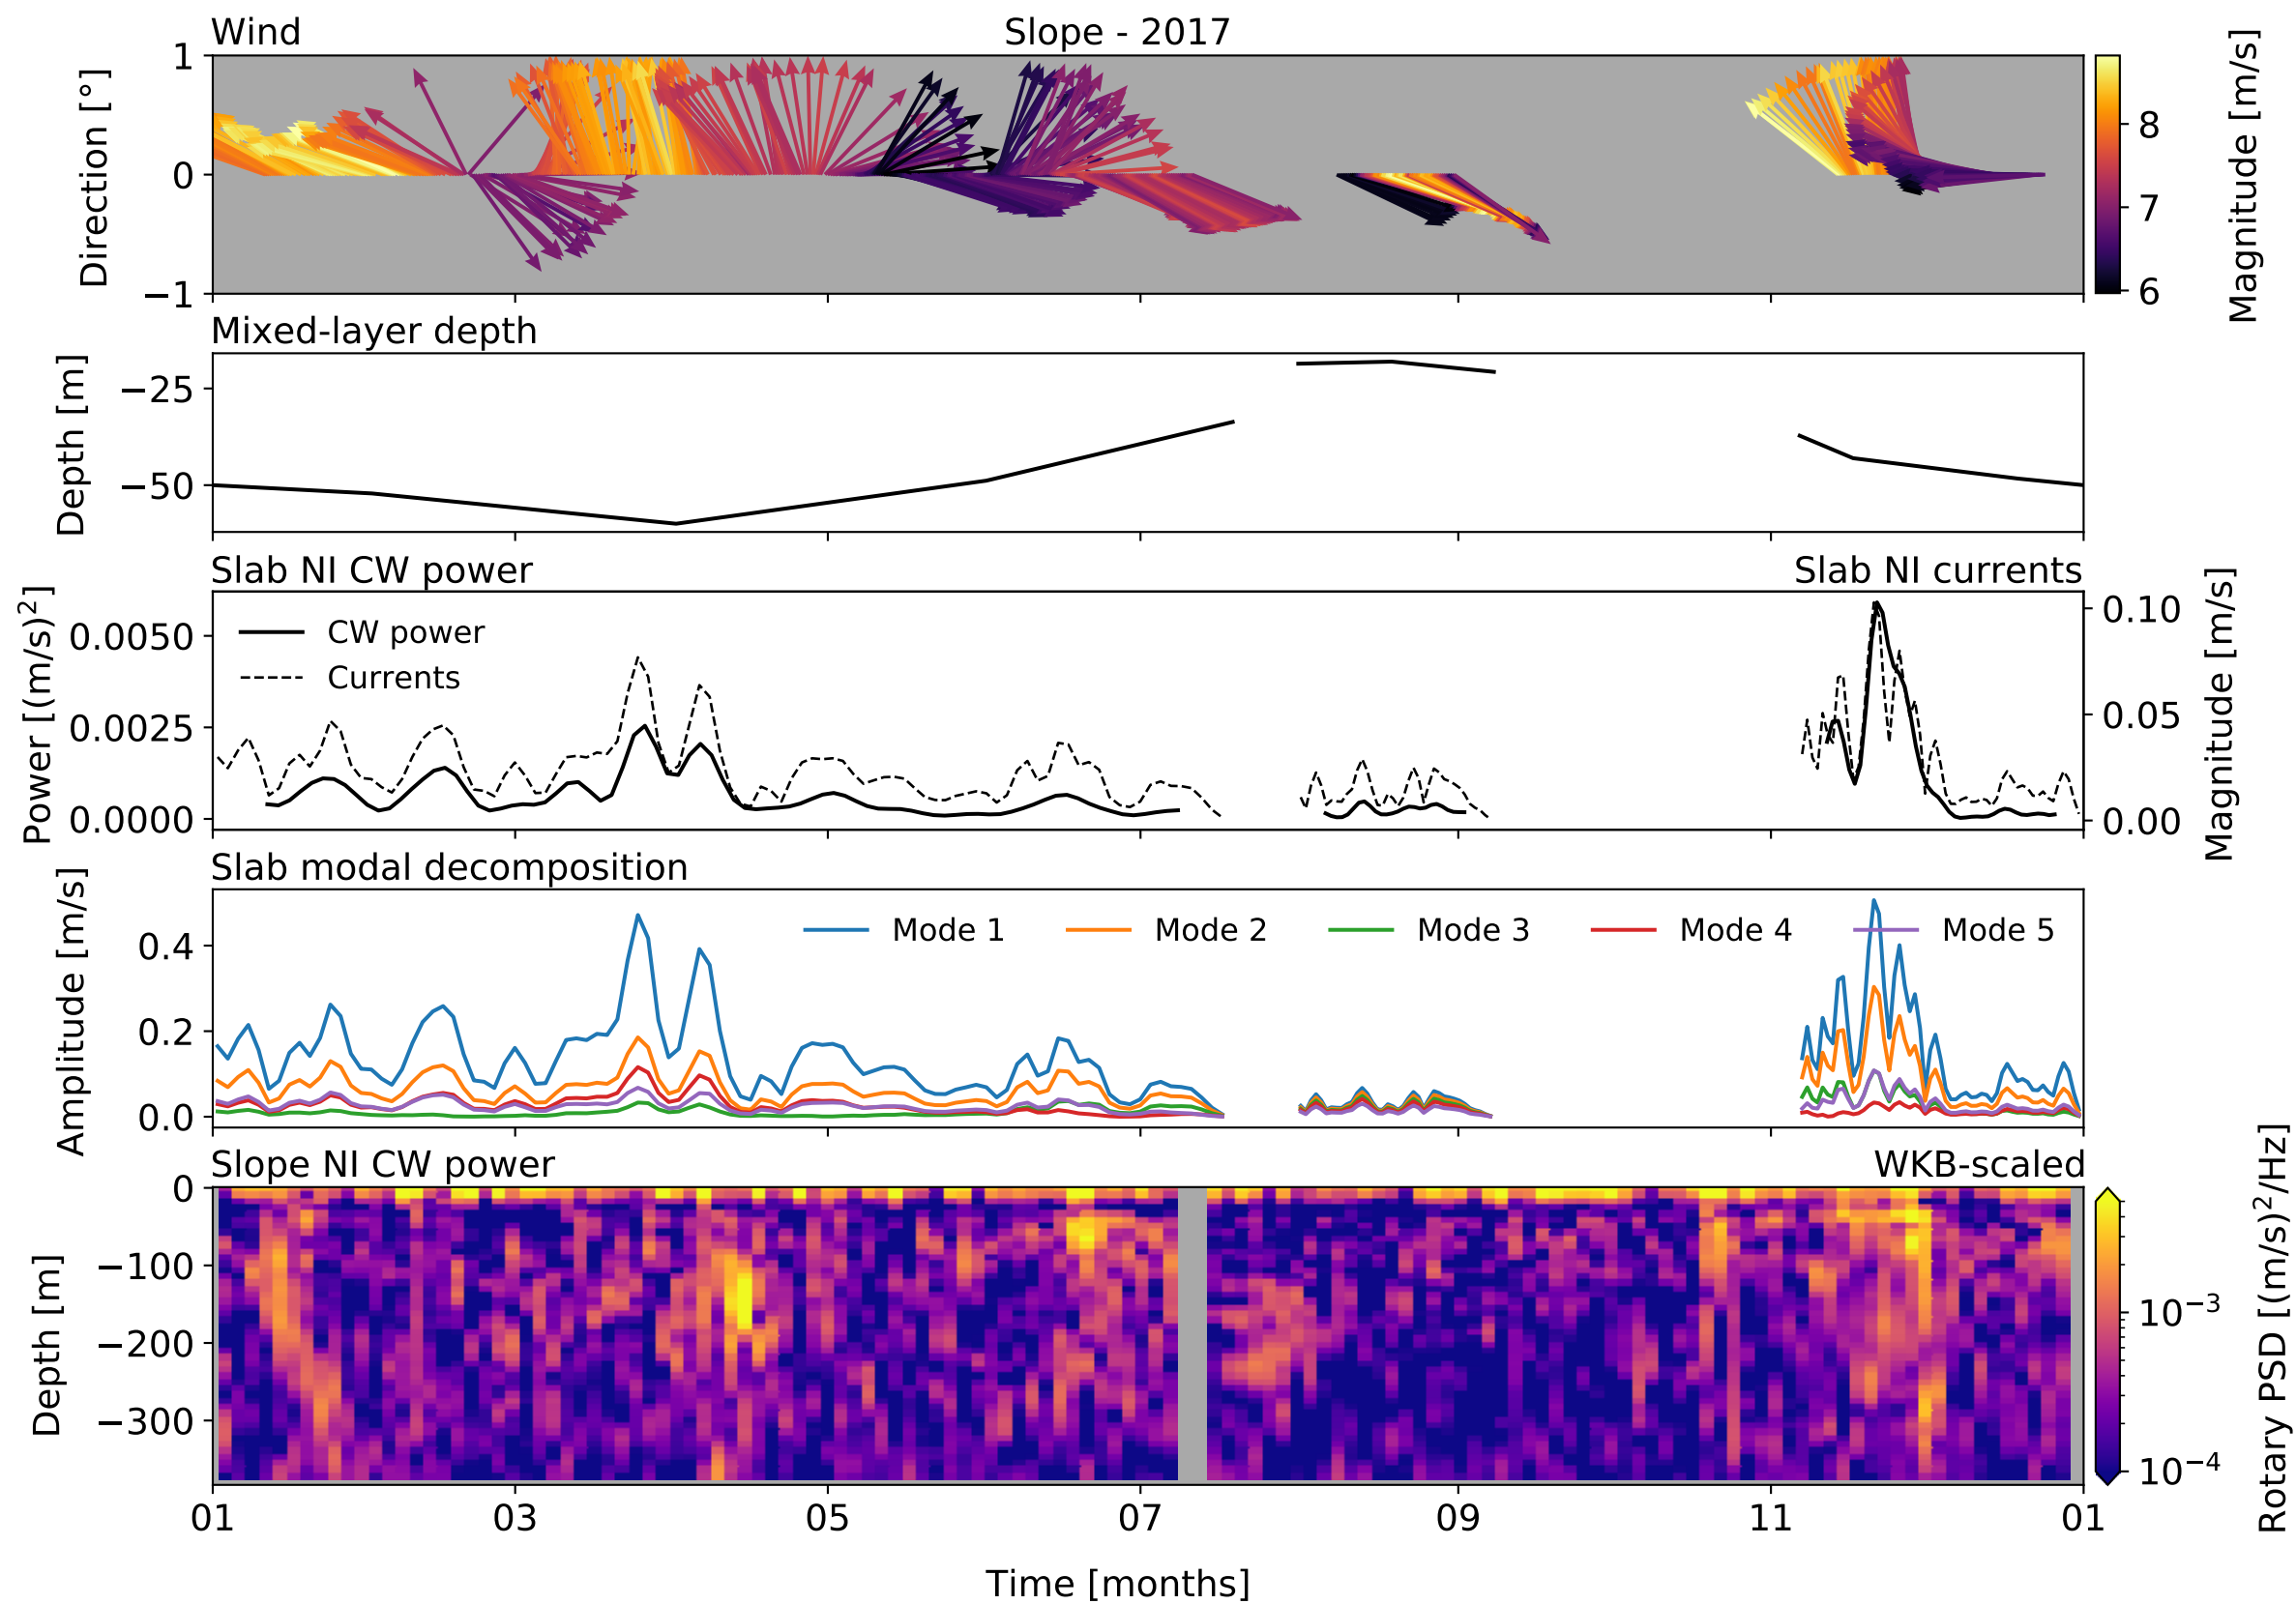 Wind
Slope - 2017
1
0
−1
Direction [°]
8
7
6
Magnitude [m/s]
Mixed-layer depth
−25
−50
Depth [m]
Slab NI CW power
Slab NI currents
0.0050
0.0025
0.0000
Power [(m/s)²]
CW power
Currents
0.10
0.05
0.00
Magnitude [m/s]
Slab modal decomposition
0.4
0.2
0.0
Amplitude [m/s]
Mode 1
Mode 2
Mode 3
Mode 4
Mode 5
Slope NI CW power
WKB-scaled
0
−100
−200
−300
Depth [m]
10⁻³
10⁻⁴
Rotary PSD [(m/s)²/Hz]
01
03
05
07
09
11
01
Time [months]